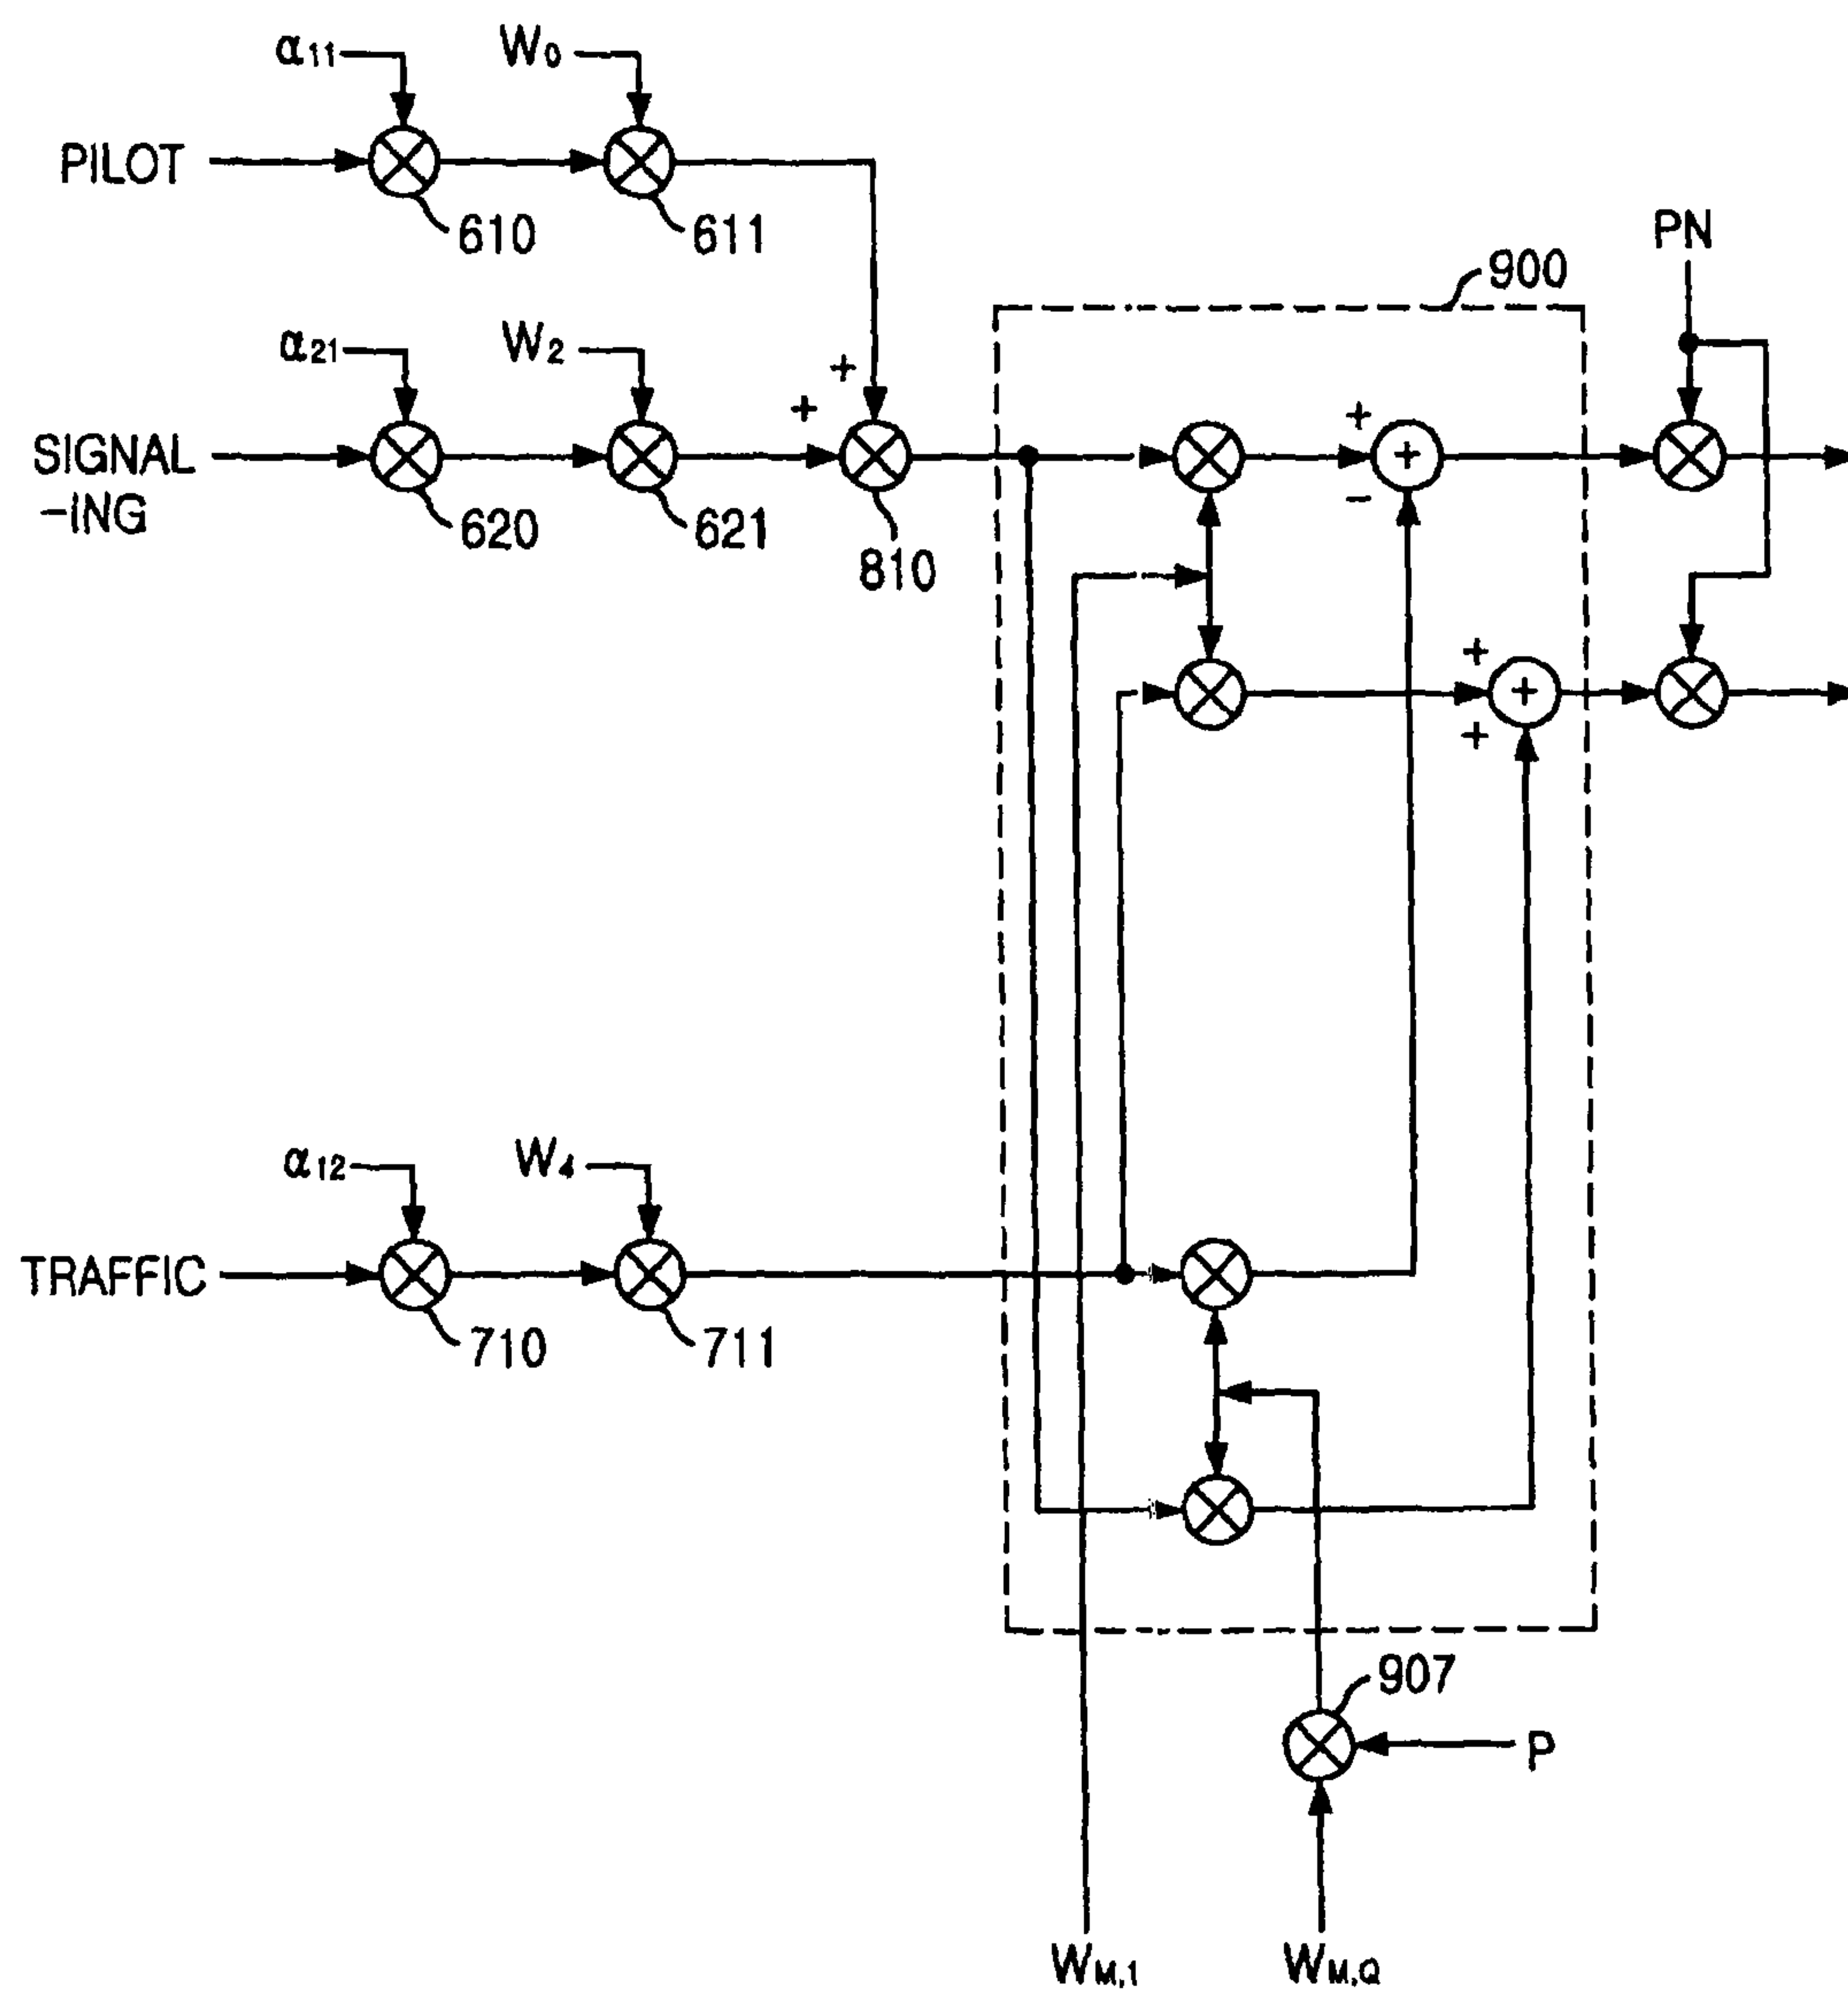 α11
W0
PILOT
610
611
PN
900
α21
W2
+
+
SIGNAL
-ING
620
621
810
+
+
-
+
+
+
α12
W4
TRAFFIC
710
711
907
P
WM,1
WM,Q